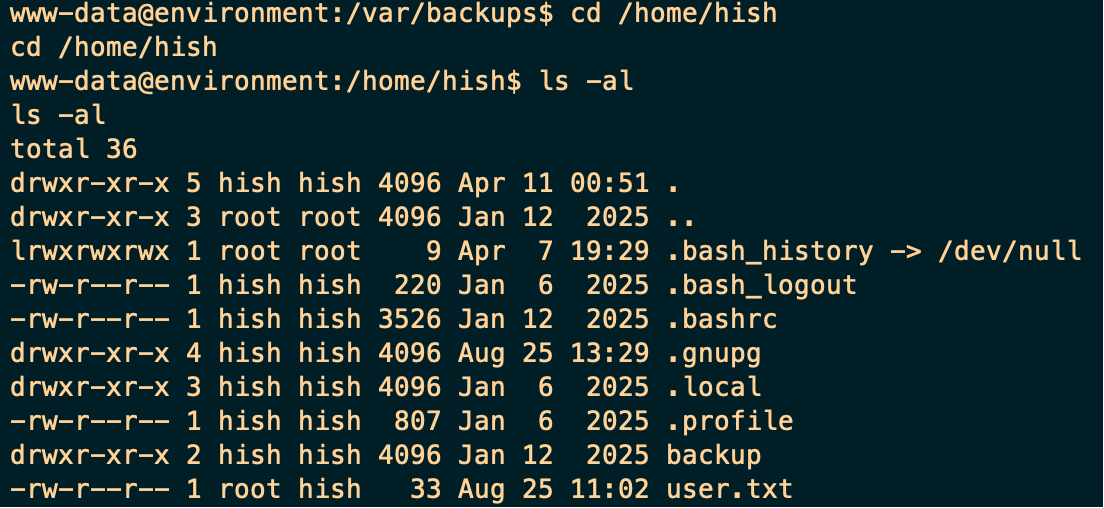 www-data@environment:/var/backups$ cd /home/hish
cd /home/hish
www-data@environment:/home/hish$ ls -al
ls -al
total 36
drwxr-xr-x 5 hish hish 4096 Apr 11 00:51 .
drwxr-xr-x 3 root root 4096 Jan 12  2025 ..
lrwxrwxrwx 1 root root    9 Apr  7 19:29 .bash_history -> /dev/null
-rw-r--r-- 1 hish hish  220 Jan  6  2025 .bash_logout
-rw-r--r-- 1 hish hish 3526 Jan 12  2025 .bashrc
drwxr-xr-x 4 hish hish 4096 Aug 25 13:29 .gnupg
drwxr-xr-x 3 hish hish 4096 Jan  6  2025 .local
-rw-r--r-- 1 hish hish  807 Jan  6  2025 .profile
drwxr-xr-x 2 hish hish 4096 Jan 12  2025 backup
-rw-r--r-- 1 root hish   33 Aug 25 11:02 user.txt